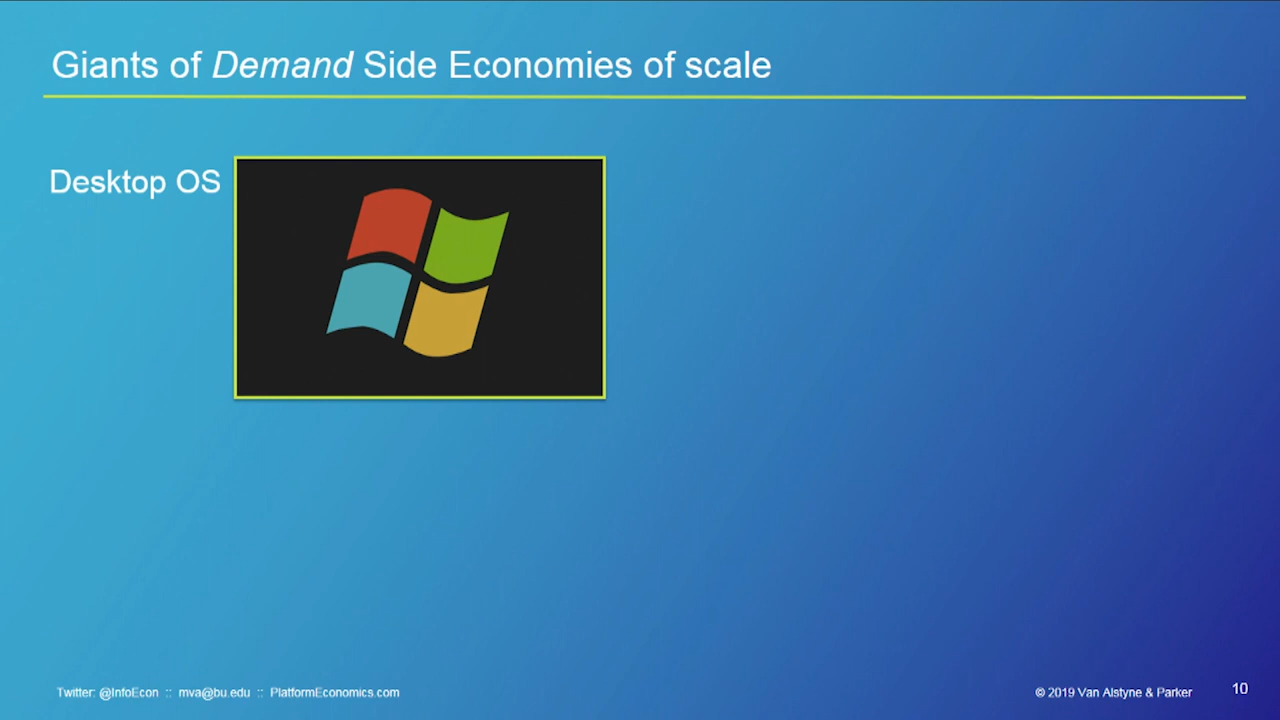 Giants of Demand Side Economies of scale
Desktop OS
Twitter: @InfoEcon :: mva@bu.edu :: PlatformEconomics.com
© 2019 Van Alstyne & Parker
10